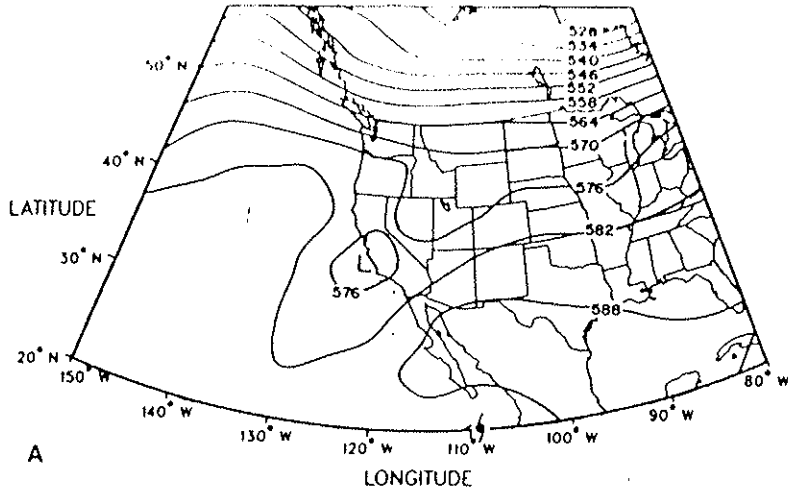 528
534
540
50° N
546
552
558
564
40° N
570
576
LATITUDE
582
30° N
L
576
588
20° N
150° W
80° W
140° W
90° W
130° W
120° W
110° W
100° W
A
LONGITUDE